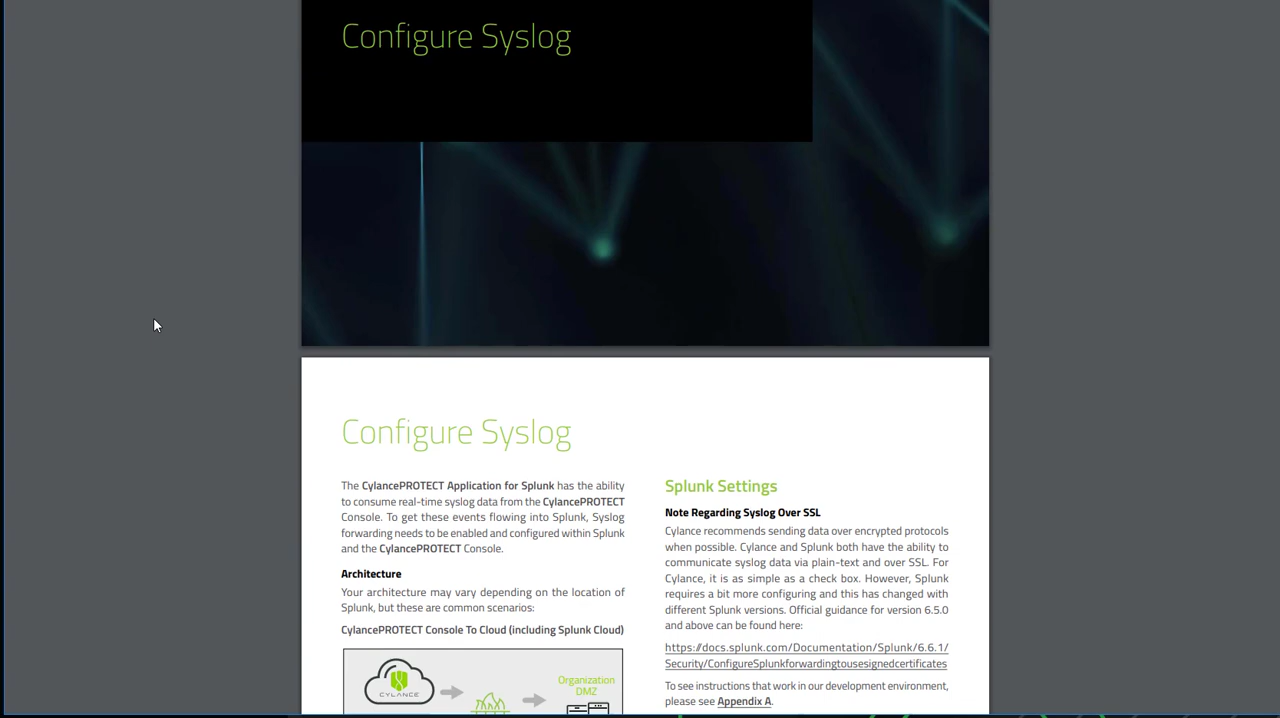 Configure Syslog
Configure Syslog
The CylancePROTECT Application for Splunk has the ability
to consume real-time syslog data from the CylancePROTECT
Console. To get these events flowing into Splunk, Syslog
forwarding needs to be enabled and configured within Splunk
and the CylancePROTECT Console.
Architecture
Your architecture may vary depending on the location of
Splunk, but these are common scenarios:
CylancePROTECT Console To Cloud (including Splunk Cloud)
CYLANCE
Organization
DMZ
Splunk Settings
Note Regarding Syslog Over SSL
Cylance recommends sending data over encrypted protocols
when possible. Cylance and Splunk both have the ability to
communicate syslog data via plain-text and over SSL. For
Cylance, it is as simple as a check box. However, Splunk
requires a bit more configuring and this has changed with
different Splunk versions. Official guidance for version 6.5.0
and above can be found here:
https://docs.splunk.com/Documentation/Splunk/6.6.1/
Security/ConfigureSplunkforwardingtousesignedcertificates
To see instructions that work in our development environment,
please see Appendix A.